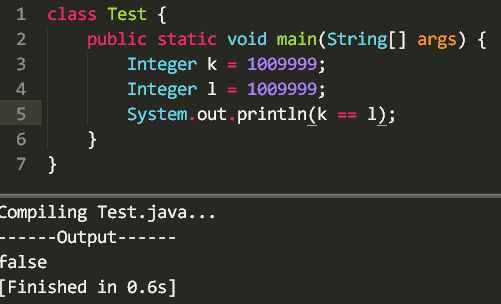 1 class Test {
2 public static void main(String[] args) {
3 Integer k = 1009999;
4 Integer l = 1009999;
5 System.out.println(k == l);
6 }
7 }
Compiling Test.java...
------Output------
false
[Finished in 0.6s]